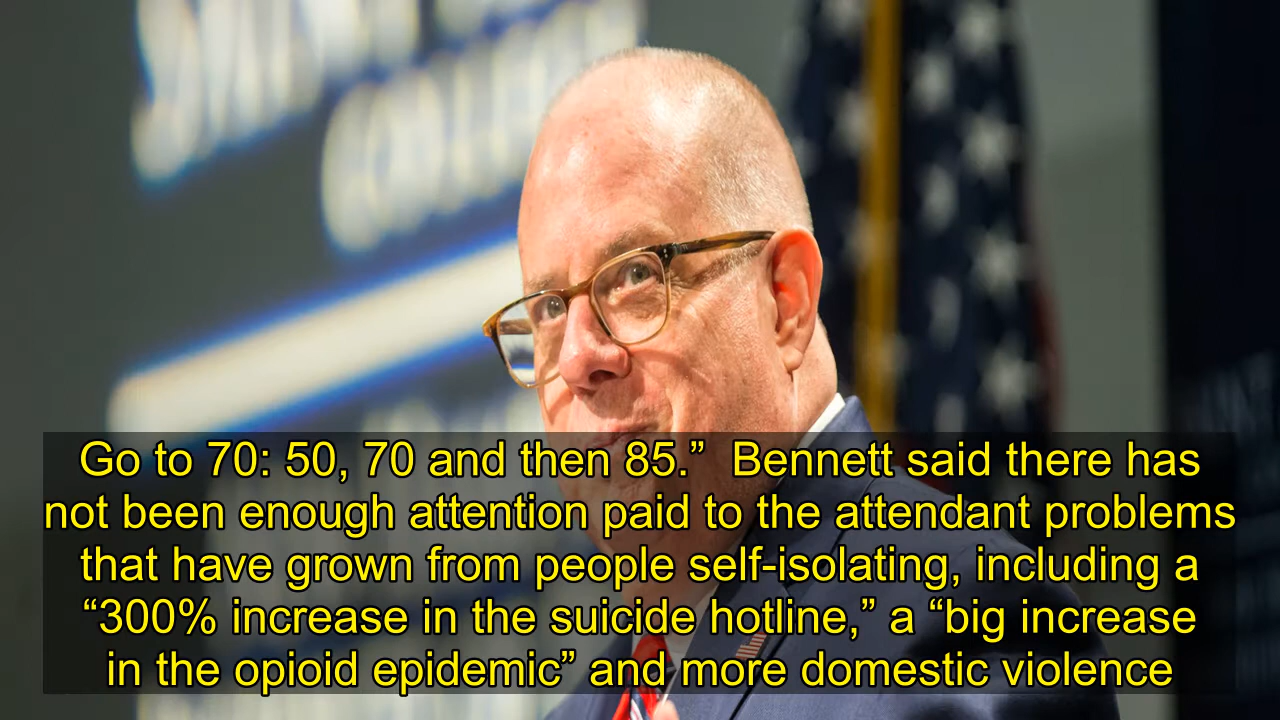 Go to 70: 50, 70 and then 85.”  Bennett said there has
not been enough attention paid to the attendant problems
that have grown from people self-isolating, including a
“300% increase in the suicide hotline,” a “big increase
in the opioid epidemic” and more domestic violence